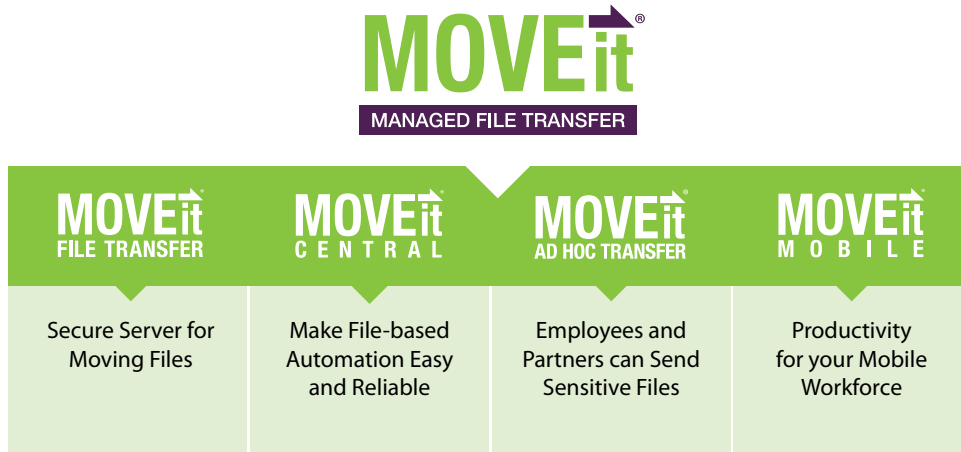 MOVEit®
MANAGED FILE TRANSFER
MOVEit®
FILE TRANSFER
MOVEit®
CENTRAL
MOVEit®
AD HOC TRANSFER
MOVEit®
MOBILE
Secure Server for
Moving Files
Make File-based
Automation Easy
and Reliable
Employees and
Partners can Send
Sensitive Files
Productivity
for your Mobile
Workforce